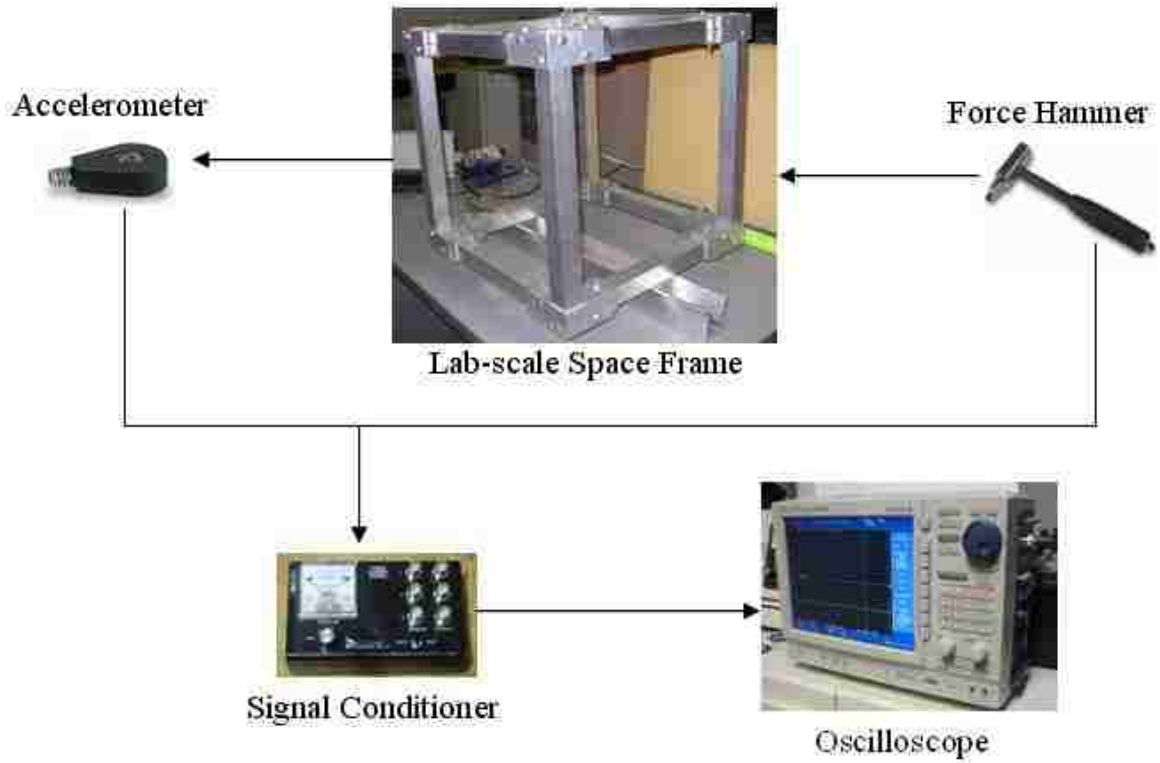 Accelerometer
Force Hammer
Lab-scale Space Frame
Signal Conditioner
Oscilloscope